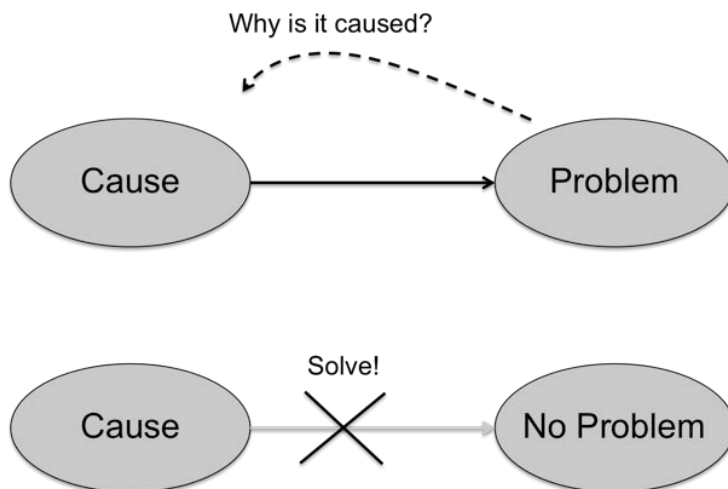 Why is it caused?
Cause
Problem
Solve!
Cause
No Problem